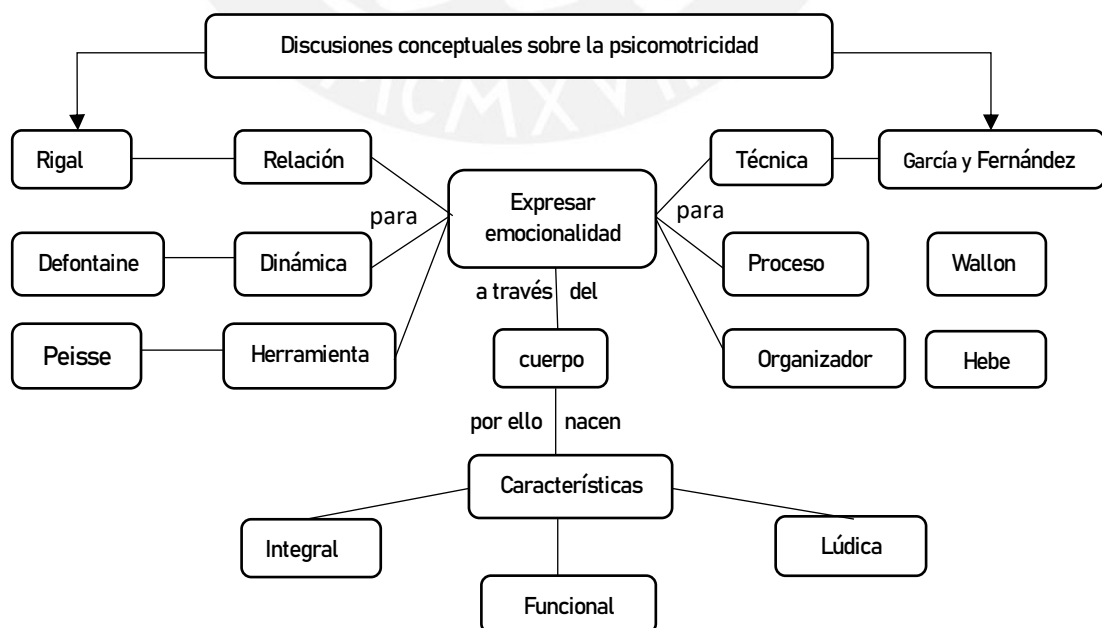 Discusiones conceptuales sobre la psicomotricidad
MCMXVII
Rigal
Relación
Técnica
García y Fernández
para
Expresar
emocionalidad
para
Defontaine
Dinámica
Proceso
Wallon
a través del
Peisse
Herramienta
cuerpo
Organizador
Hebe
por ello nacen
Características
Integral
Lúdica
Funcional